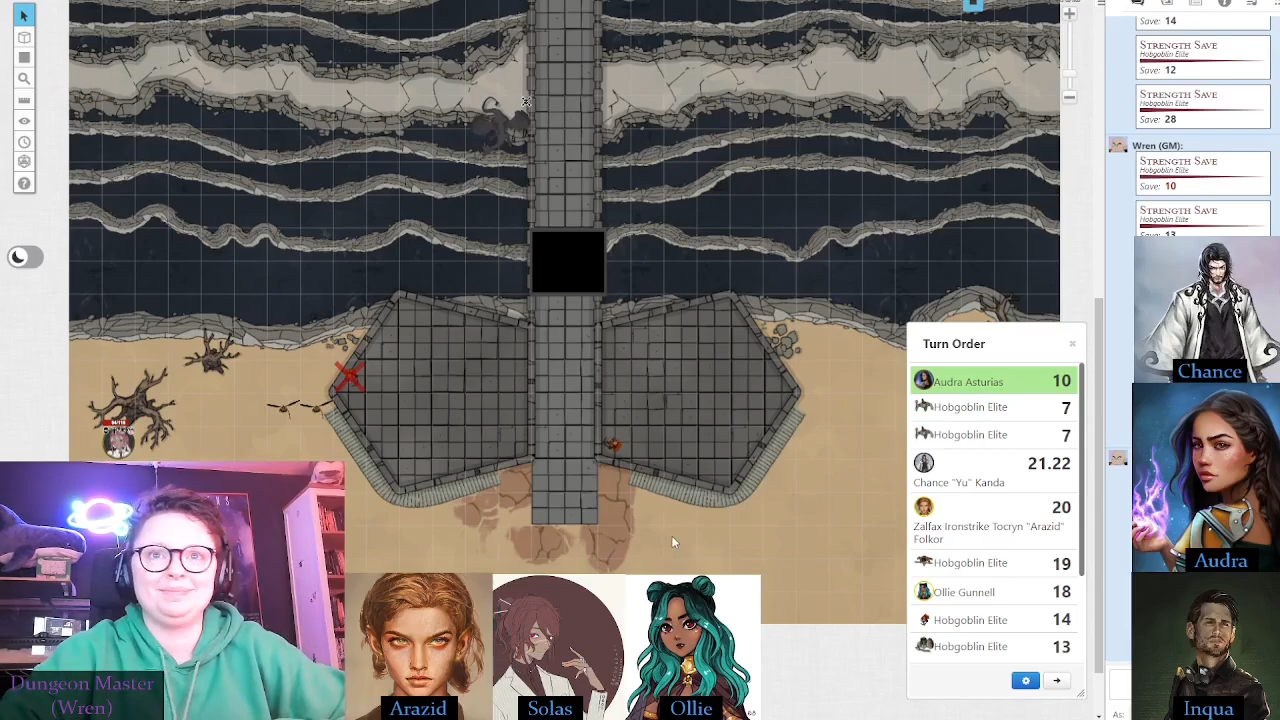 Save: 14
STRENGTH SAVE
Hobgoblin Elite
Save: 12
STRENGTH SAVE
Hobgoblin Elite
Save: 28
Wren (GM):
STRENGTH SAVE
Hobgoblin Elite
Save: 10
STRENGTH SAVE
Hobgoblin Elite
Save: 13
Turn Order
Audra Asturias 10
Hobgoblin Elite 7
Hobgoblin Elite 7
21.22
Chance "Yu" Kanda
20
Zalfax Ironstrike Tocryn "Arazid"
Folkor
Hobgoblin Elite 19
Ollie Gunnell 18
Hobgoblin Elite 14
Hobgoblin Elite 13
Chance
Audra
Inqua
Dungeon Master
(Wren)
Arazid
Solas
Ollie
As: